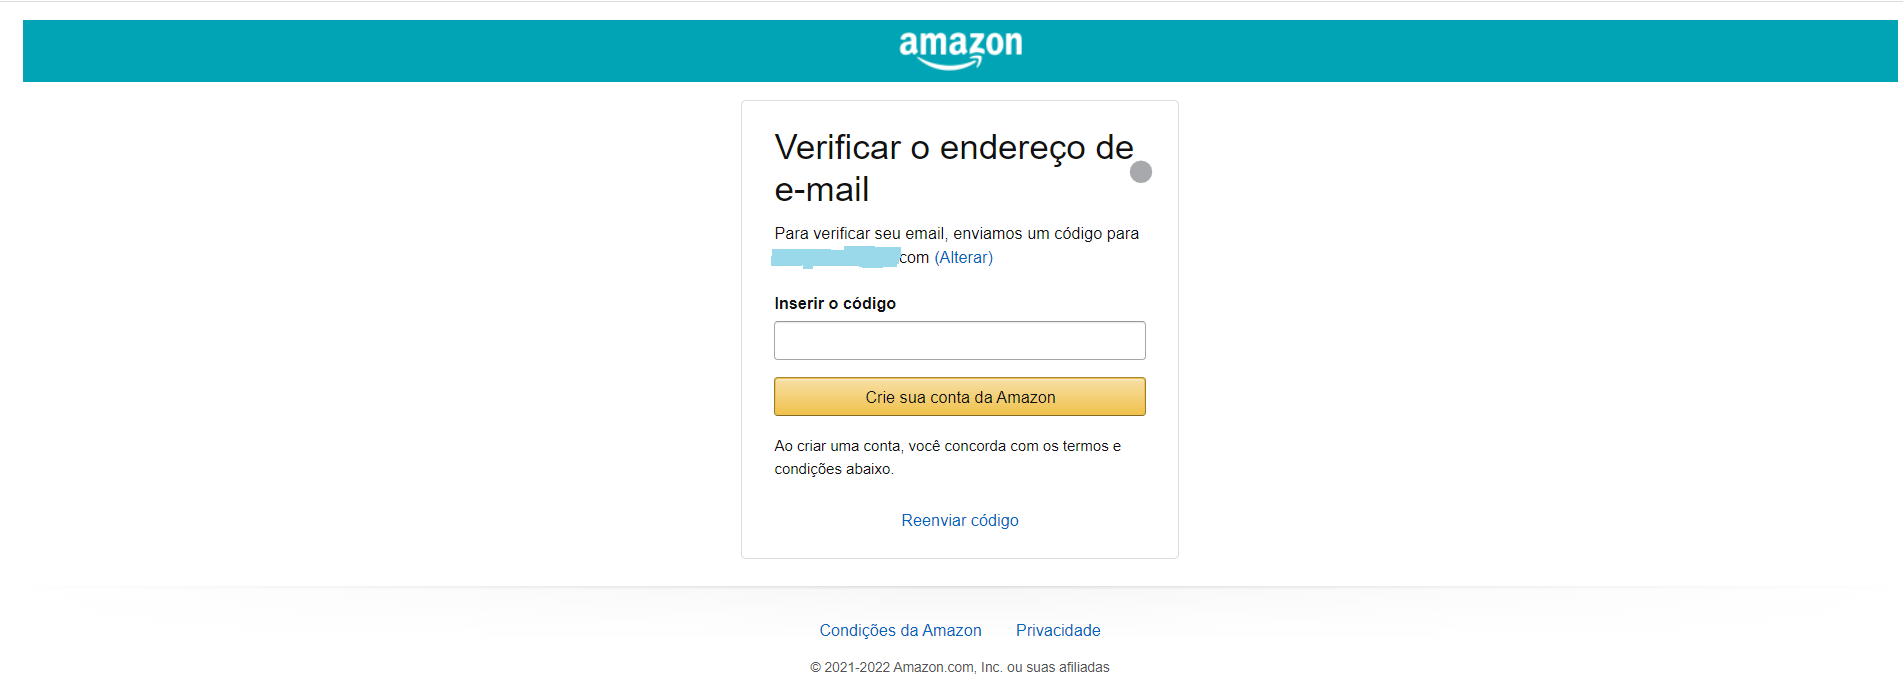 amazon
Verificar o endereço de
e-mail
Para verificar seu email, enviamos um código para
com (Alterar)
Inserir o código
Crie sua conta da Amazon
Ao criar uma conta, você concorda com os termos e
condições abaixo.
Reenviar código
Condições da Amazon Privacidade
© 2021-2022 Amazon.com, Inc. ou suas afiliadas